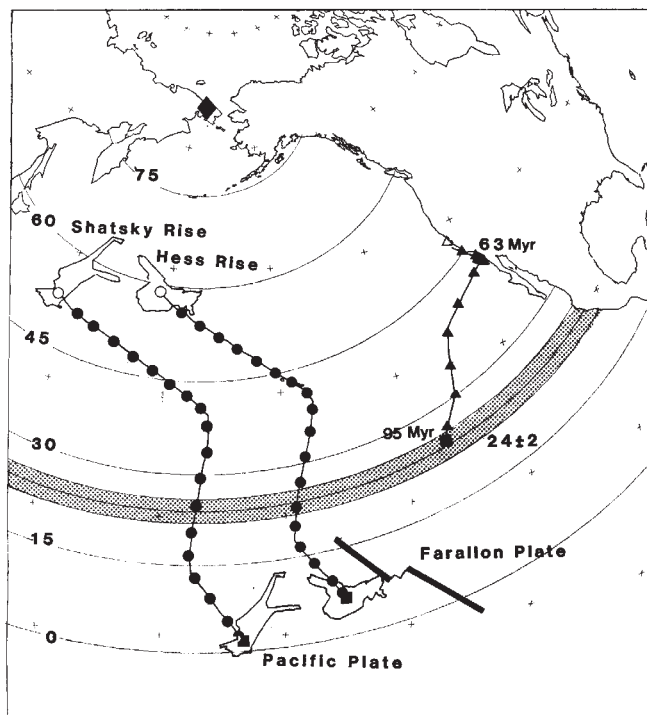 75
60
Shatsky Rise
Hess Rise
63 Myr
45
95 Myr
24±2
30
15
Farallon Plate
0
Pacific Plate